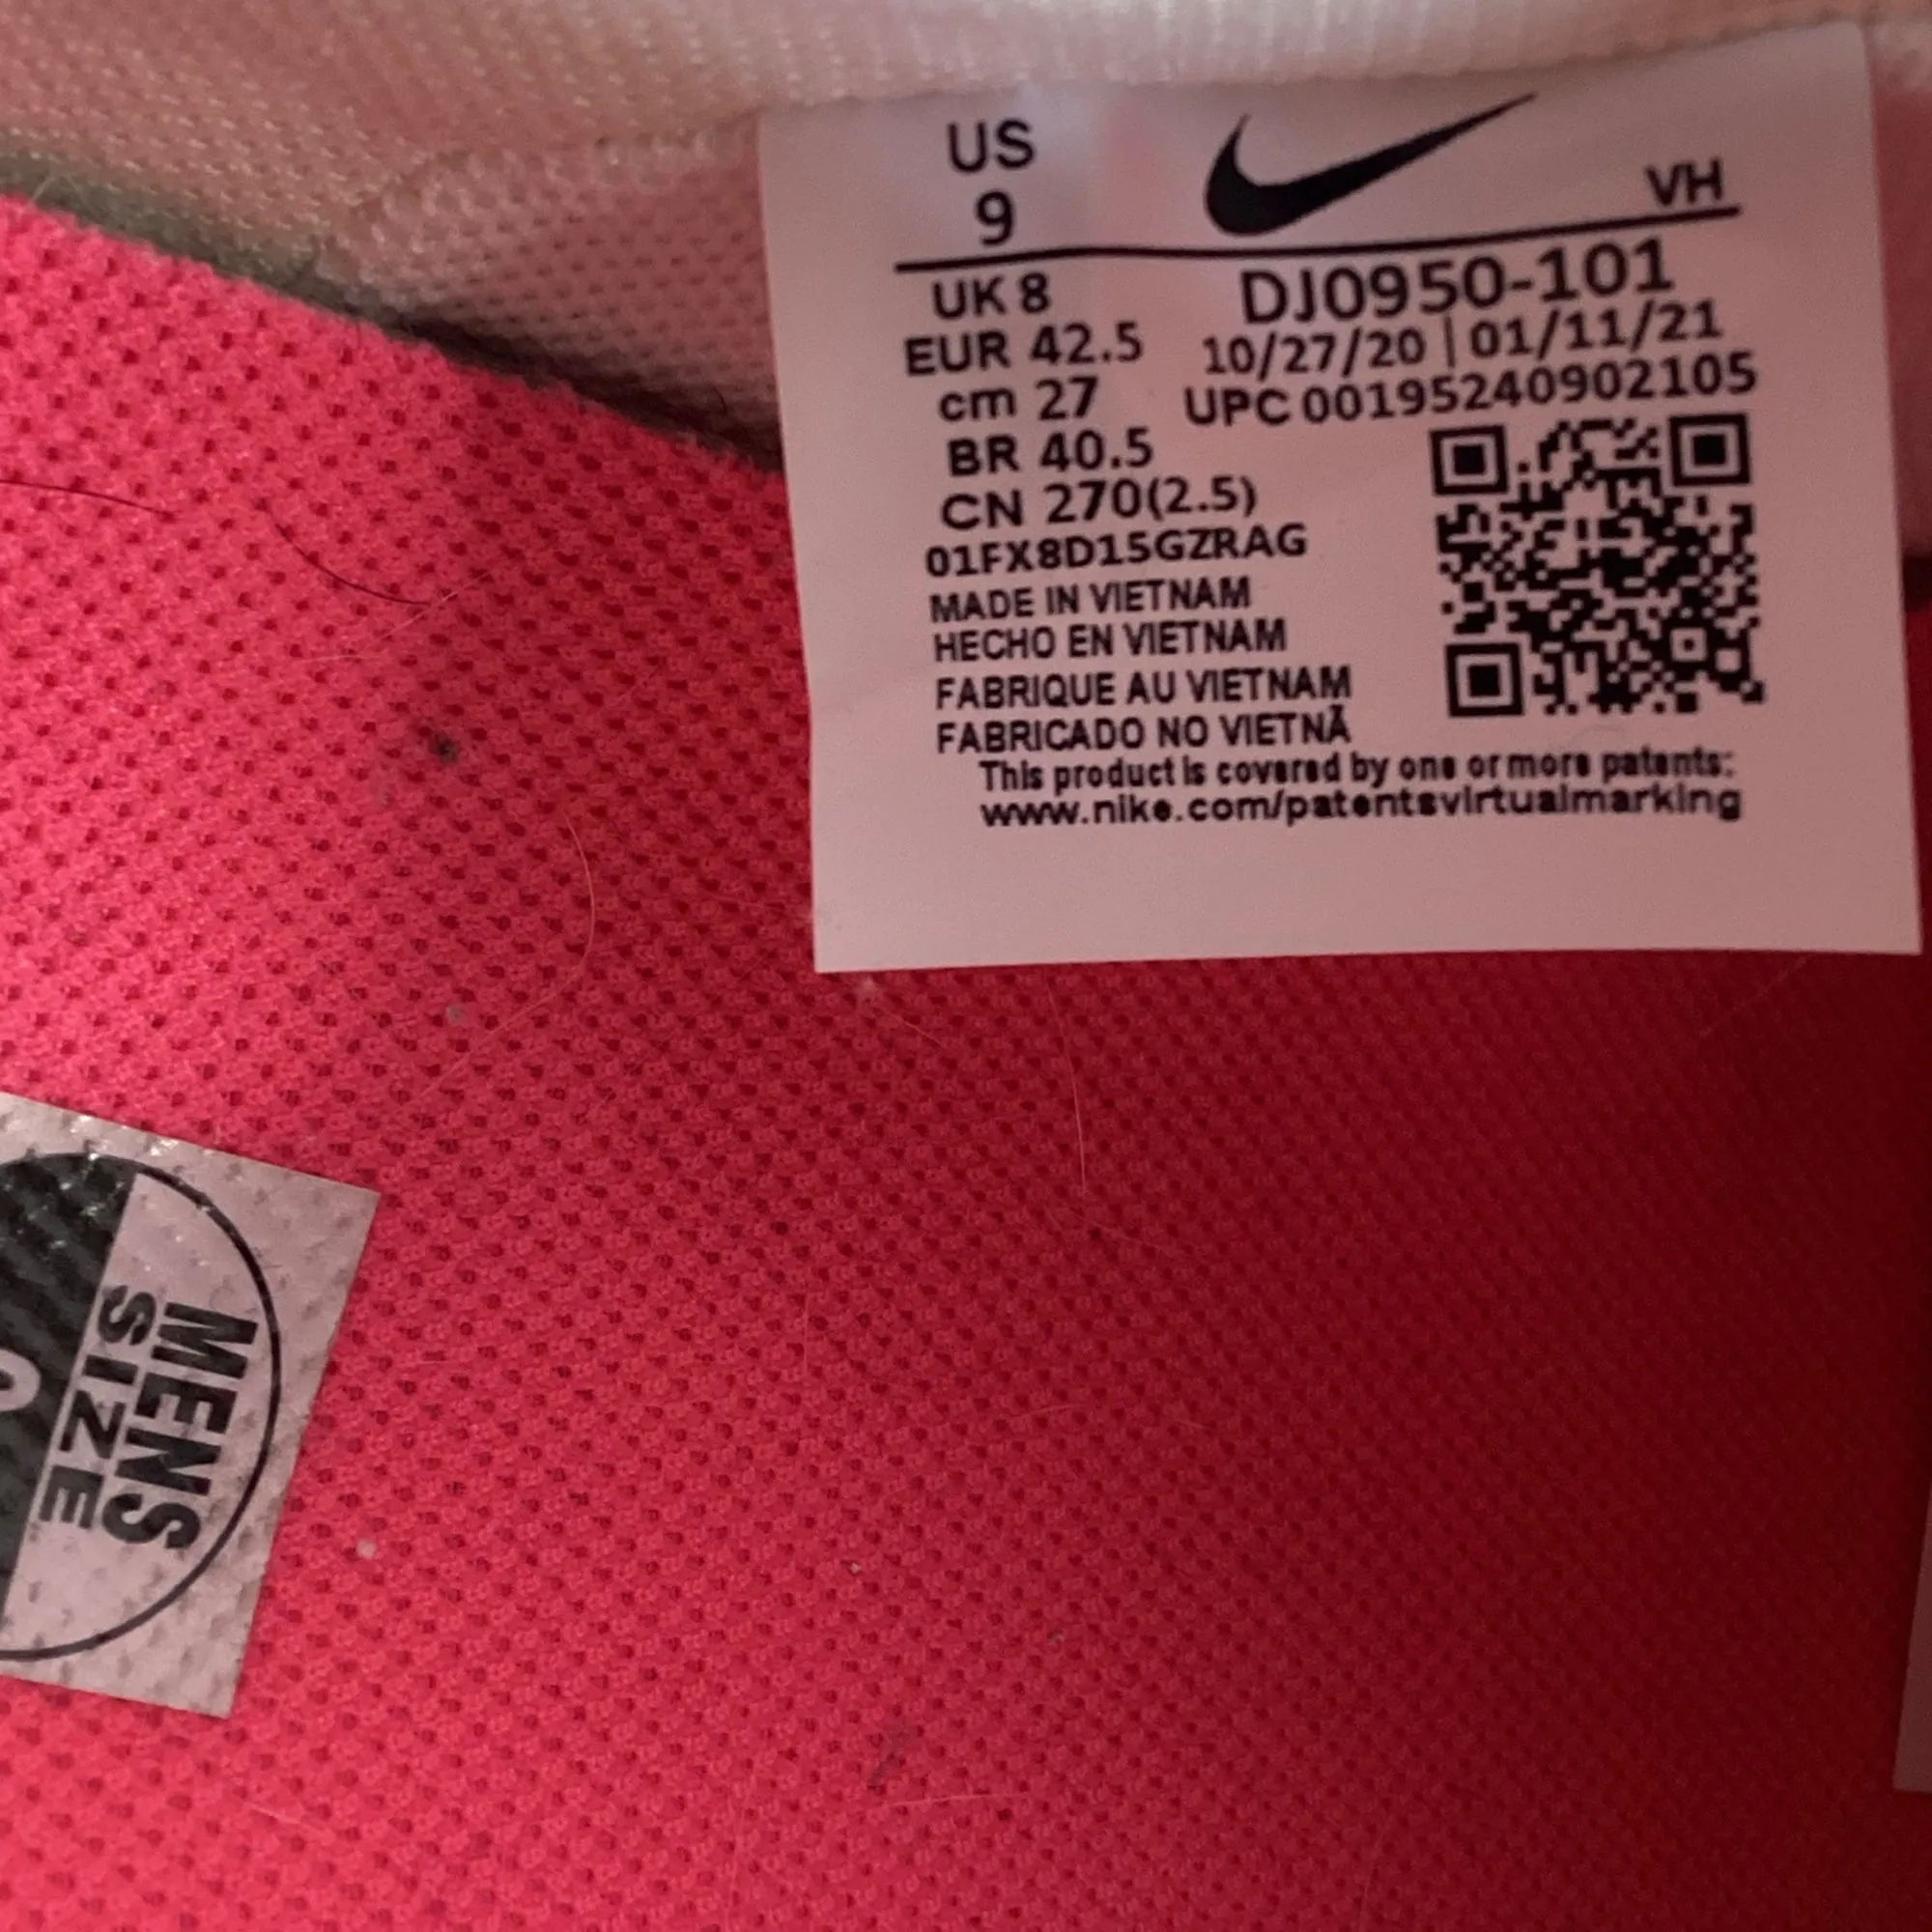 US
9
VH
UK 8
DJ0950-101
EUR 42.5
10/27/20 | 01/11/21
cm 27
UPC 00195240902105
BR 40.5
CN 270(2.5)
01FX8D15GZRAG
MADE IN VIETNAM
HECHO EN VIETNAM
FABRIQUE AU VIETNAM
FABRICADO NO VIETNÃ
This product is covered by one or more patents:
www.nike.com/patentsvirtualmarking
MENS
SIZE